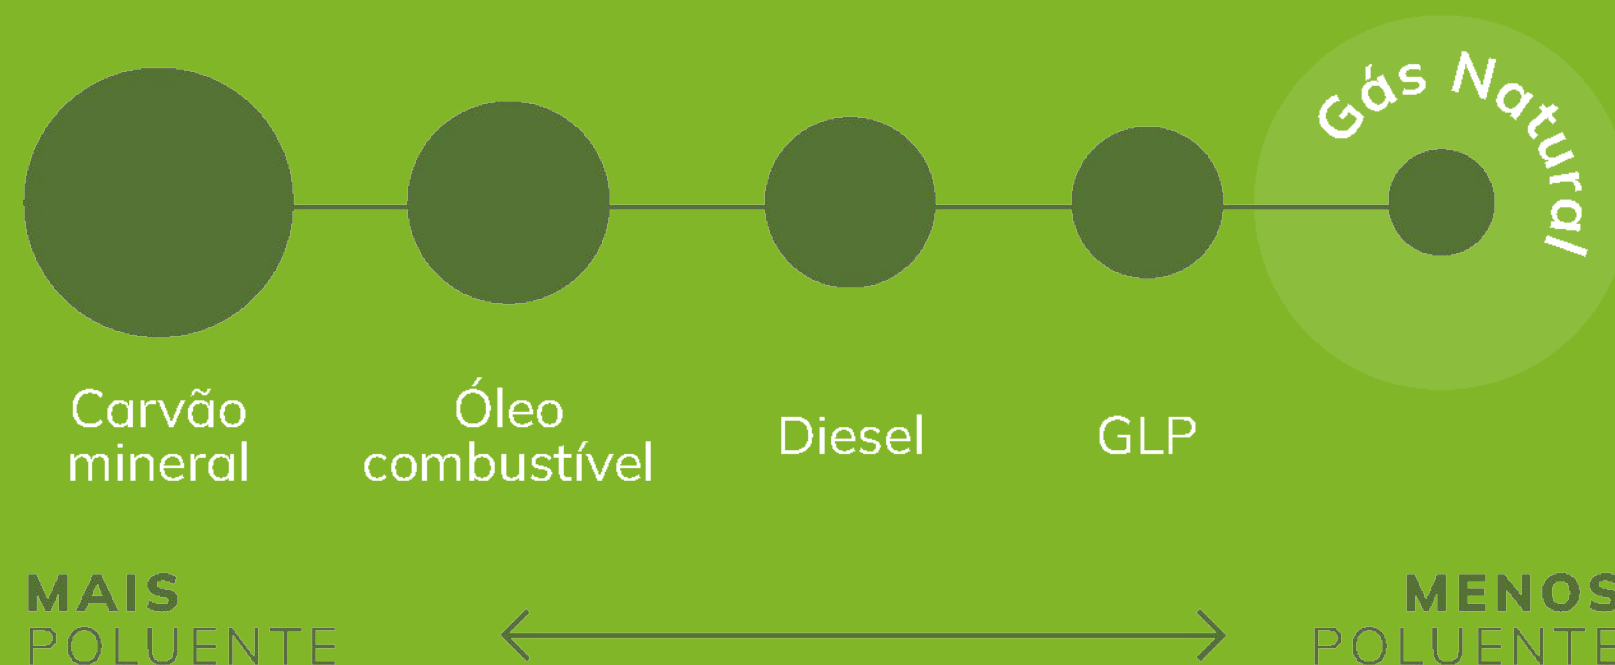 Gás Natural
Carvão
mineral
Óleo
combustível
Diesel
GLP
MAIS
POLUENTE
MENOS
POLUENTE